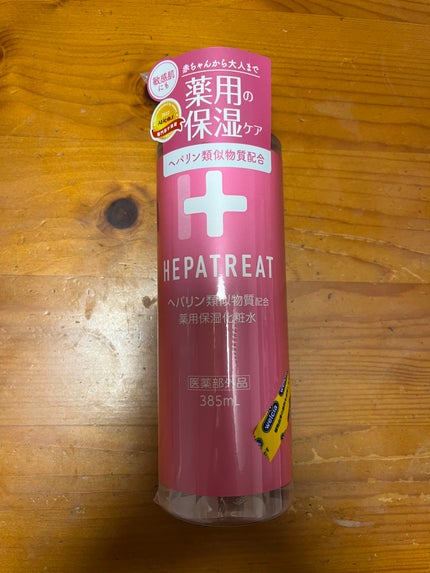 赤ちゃんから大人まで
敏感肌
にも
薬用の
保湿ケア
ヘパリン類似物質配合
HEPATREAT
ヘパリン類似物質配合
薬用保湿化粧水
医薬部外品
385mL
welcia